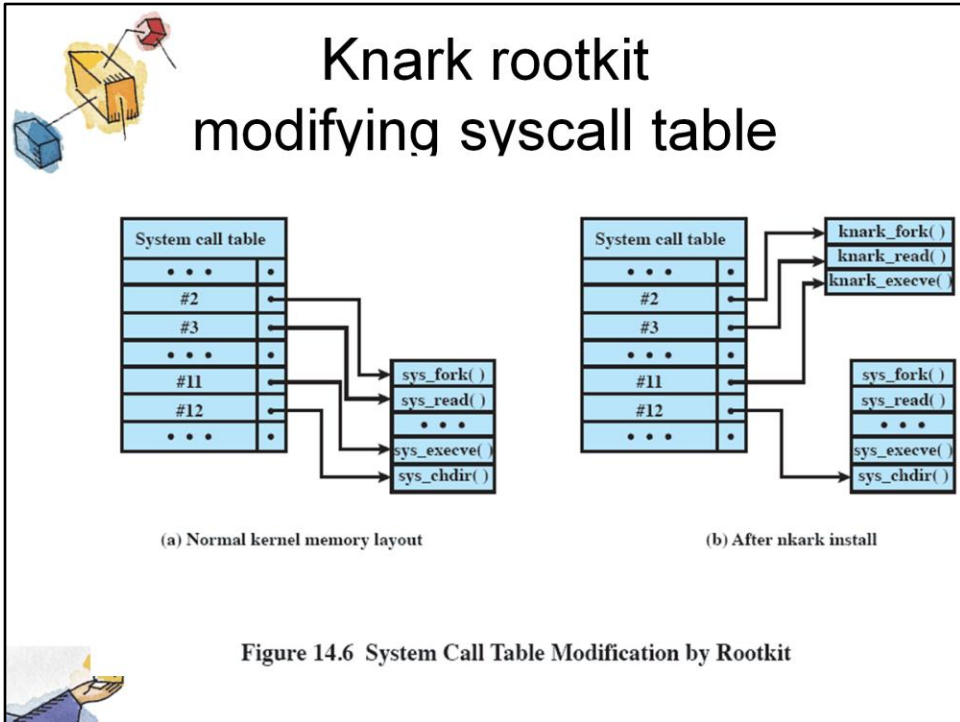 Knark rootkit
modifying syscall table
System call table
• • • •
#2
#3
• • • •
#11
#12
• • • •
sys_fork( )
sys_read( )
• • •
sys_execve( )
sys_chdir( )
(a) Normal kernel memory layout
System call table
• • • •
#2
#3
• • • •
#11
#12
• • • •
knark_fork( )
knark_read( )
knark_execve( )
sys_fork( )
sys_read( )
• • •
sys_execve( )
sys_chdir( )
(b) After nkark install
Figure 14.6 System Call Table Modification by Rootkit